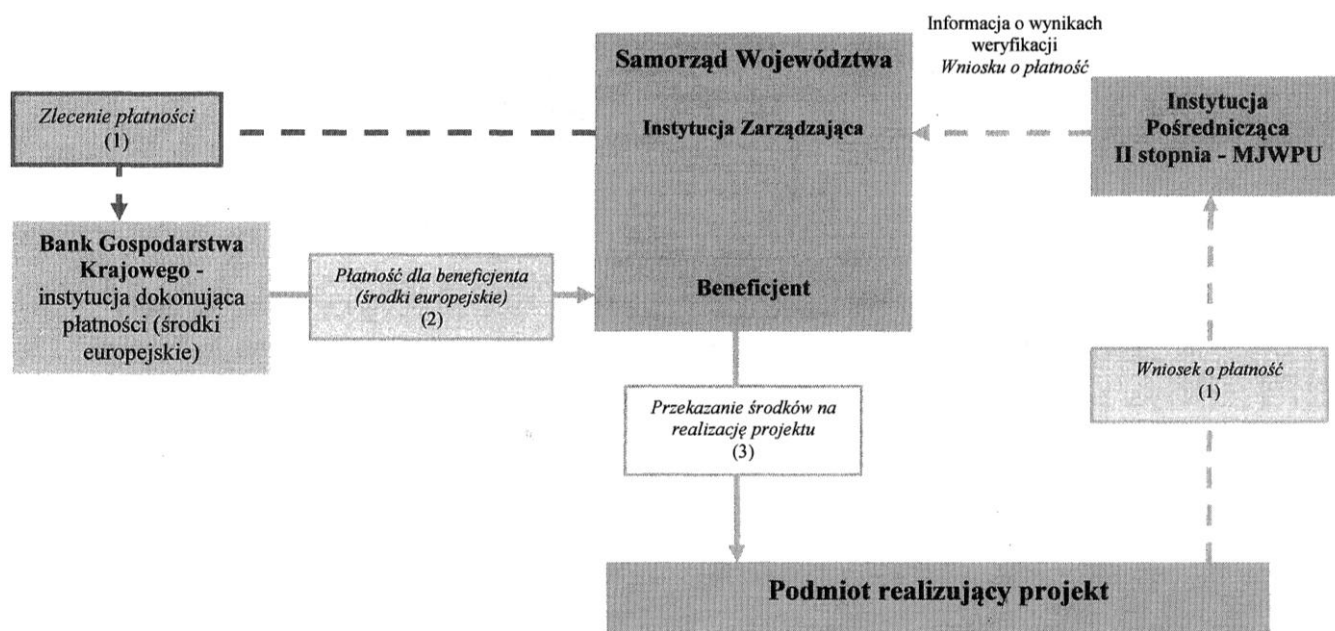 Informacja o wynikach
weryfikacji
Wniosku o płatność
Samorząd Województwa
Instytucja Zarządzająca
Zlecenie płatności
(1)
Instytucja
Pośrednicząca
II stopnia - MJWPU
Bank Gospodarstwa
Krajowego -
instytucja dokonująca
płatności (środki
europejskie)
Płatność dla beneficjenta
(środki europejskie)
(2)
Beneficjent
Wniosek o płatność
(1)
Przekazanie środków na
realizację projektu
(3)
Podmiot realizujący projekt